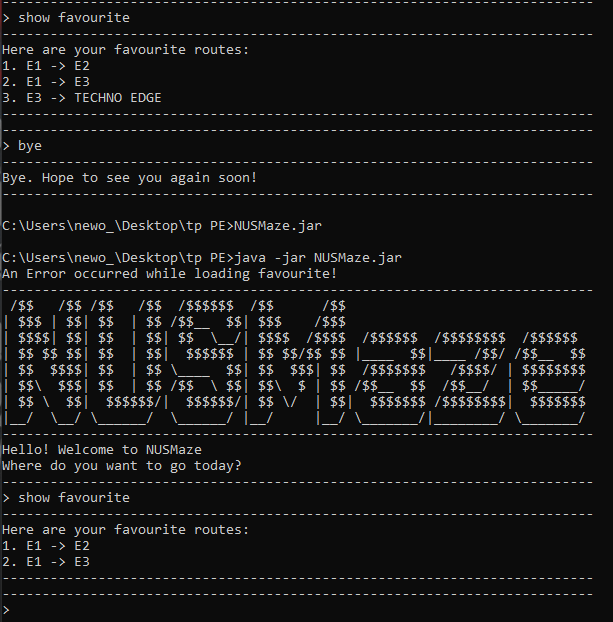 --------------------------------------------------------------------------
> show favourite
--------------------------------------------------------------------------
Here are your favourite routes:
1. E1 -> E2
2. E1 -> E3
3. E3 -> TECHNO EDGE
--------------------------------------------------------------------------
--------------------------------------------------------------------------
> bye
--------------------------------------------------------------------------
Bye. Hope to see you again soon!
--------------------------------------------------------------------------
C:\Users\newo_\Desktop\tp PE>NUSMaze.jar
C:\Users\newo_\Desktop\tp PE>java -jar NUSMaze.jar
An Error occurred while loading favourite!
--------------------------------------------------------------------------
 /$$   /$$ /$$   /$$  /$$$$$$  /$$      /$$
| $$$ | $$| $$  | $$ /$$__  $$| $$$    /$$$
| $$$$| $$| $$  | $$| $$  \__/| $$$$  /$$$$  /$$$$$$  /$$$$$$$$  /$$$$$$
| $$ $$ $$| $$  | $$|  $$$$$$ | $$ $$/$$ $$ |____  $$|____ /$$/ /$$__  $$
| $$  $$$$| $$  | $$ \____  $$| $$  $$$| $$  /$$$$$$$   /$$$$/ | $$$$$$$$
| $$\  $$$| $$  | $$ /$$  \ $$| $$\  $ | $$ /$$__  $$  /$$__/  | $$_____/
| $$ \  $$|  $$$$$$/|  $$$$$$/| $$ \/  | $$|  $$$$$$$ /$$$$$$$$|  $$$$$$$
|__/  \__/ \______/  \______/ |__/     |__/ \_______/|________/ \_______/
--------------------------------------------------------------------------
Hello! Welcome to NUSMaze
Where do you want to go today?
--------------------------------------------------------------------------
> show favourite
--------------------------------------------------------------------------
Here are your favourite routes:
1. E1 -> E2
2. E1 -> E3
--------------------------------------------------------------------------
--------------------------------------------------------------------------
>